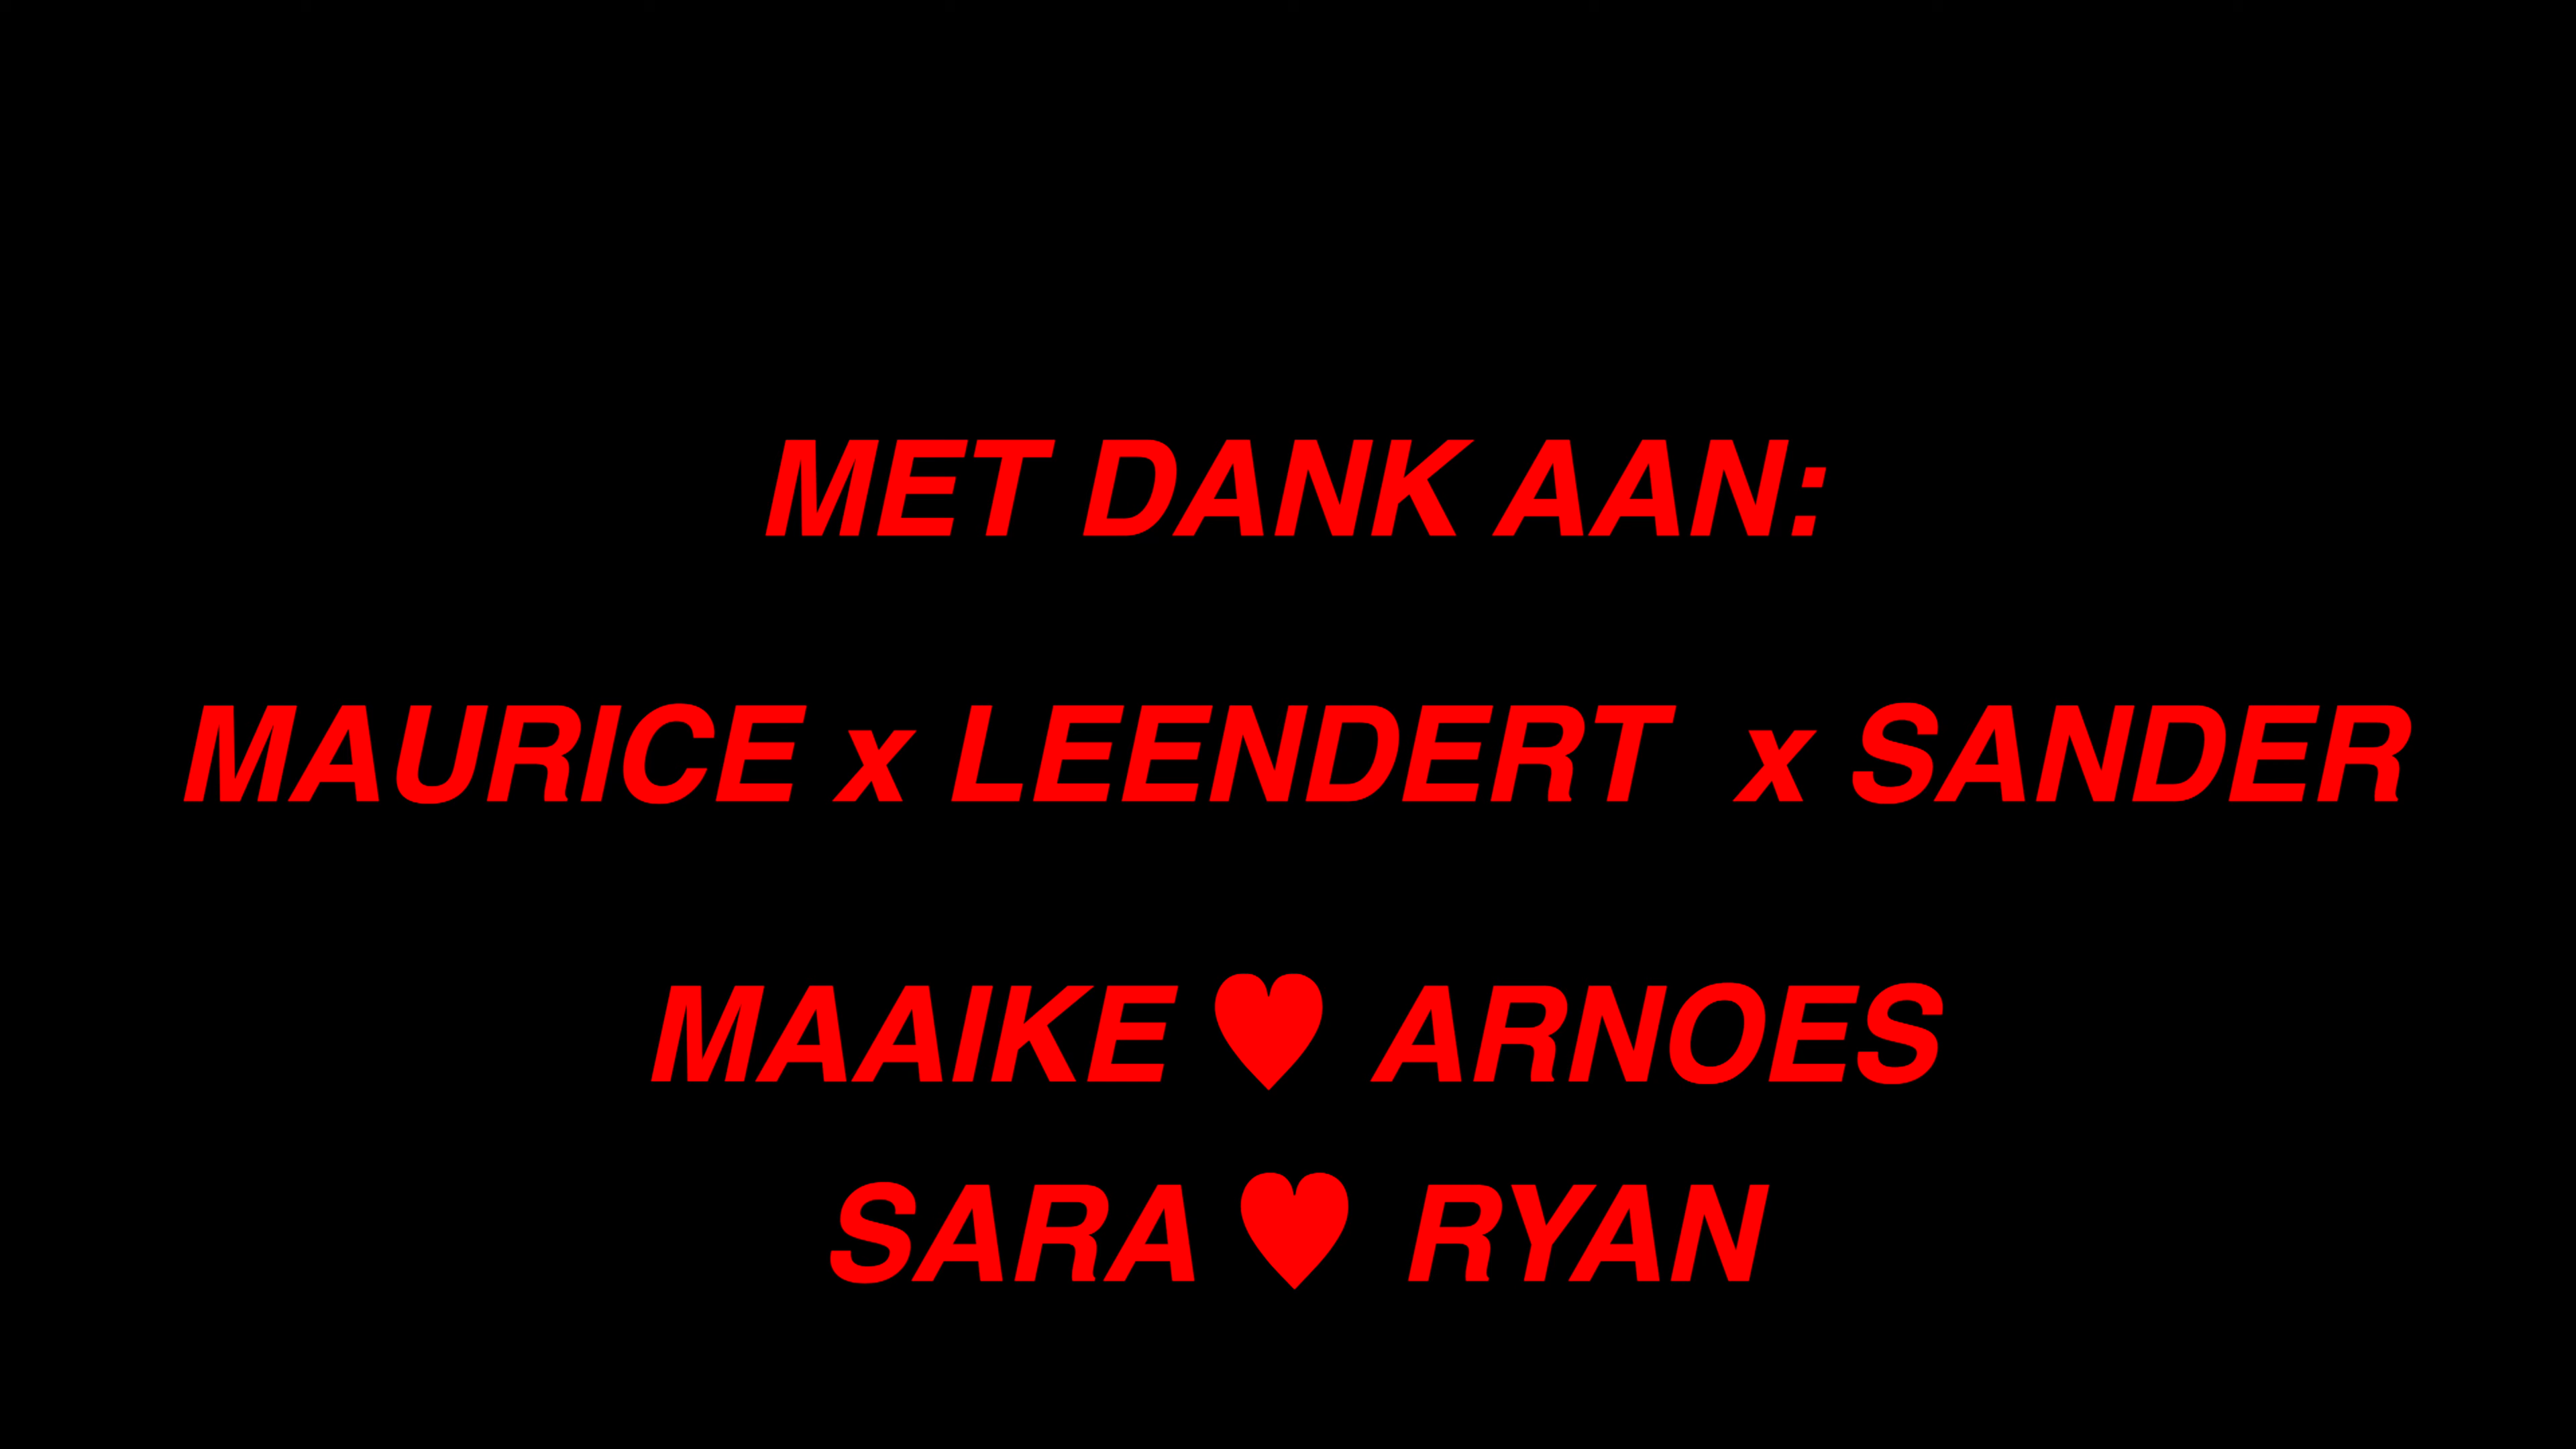 MET DANK AAN:
MAURICE x LEENDERT x SANDER
MAAIKE ♥ ARNOES
SARA ♥ RYAN